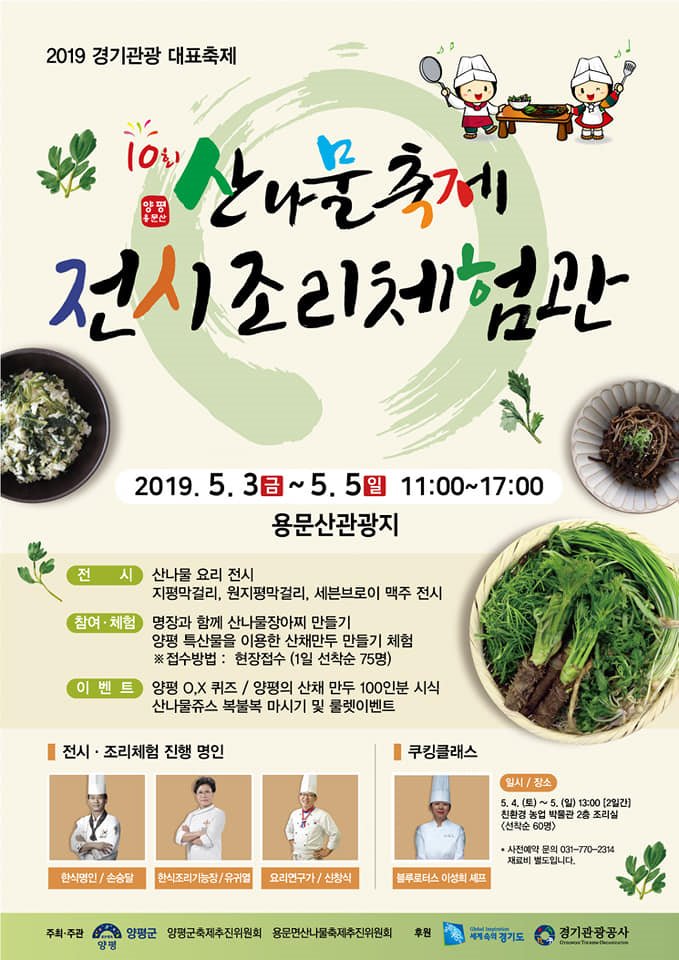 2019 경기관광 대표축제
10회
양평
용문산
산나물축제
전시조리체험관
2019. 5. 3 금 ~ 5. 5 일 11:00~17:00
용문산관광지
전 시 산나물 요리 전시
지평막걸리, 원지평막걸리, 세븐브로이 맥주 전시
참여·체험 명장과 함께 산나물장아찌 만들기
양평 특산물을 이용한 산채만두 만들기 체험
※접수방법 : 현장접수 (1일 선착순 75명)
이 벤 트 양평 O,X 퀴즈 / 양평의 산채 만두 100인분 시식
산나물쥬스 복불복 마시기 및 룰렛이벤트
전시 · 조리체험 진행 명인
한식명인 / 손승달
한식조리기능장 / 유귀열
요리연구가 / 신창식
쿠킹클래스
블루로터스 이성희 셰프
일시 / 장소
5. 4. (토) ~ 5. (일) 13:00 [2일간]
친환경 농업 박물관 2층 조리실
<선착순 60명>
* 사전예약 문의 031-770-2314
재료비 별도입니다.
주최·주관 양평 양평군 양평군축제추진위원회 용문면산나물축제추진위원회 후원 Global Inspiration 세계속의 경기도 경기관광공사 GYEONGGI TOURISM ORGANIZATION